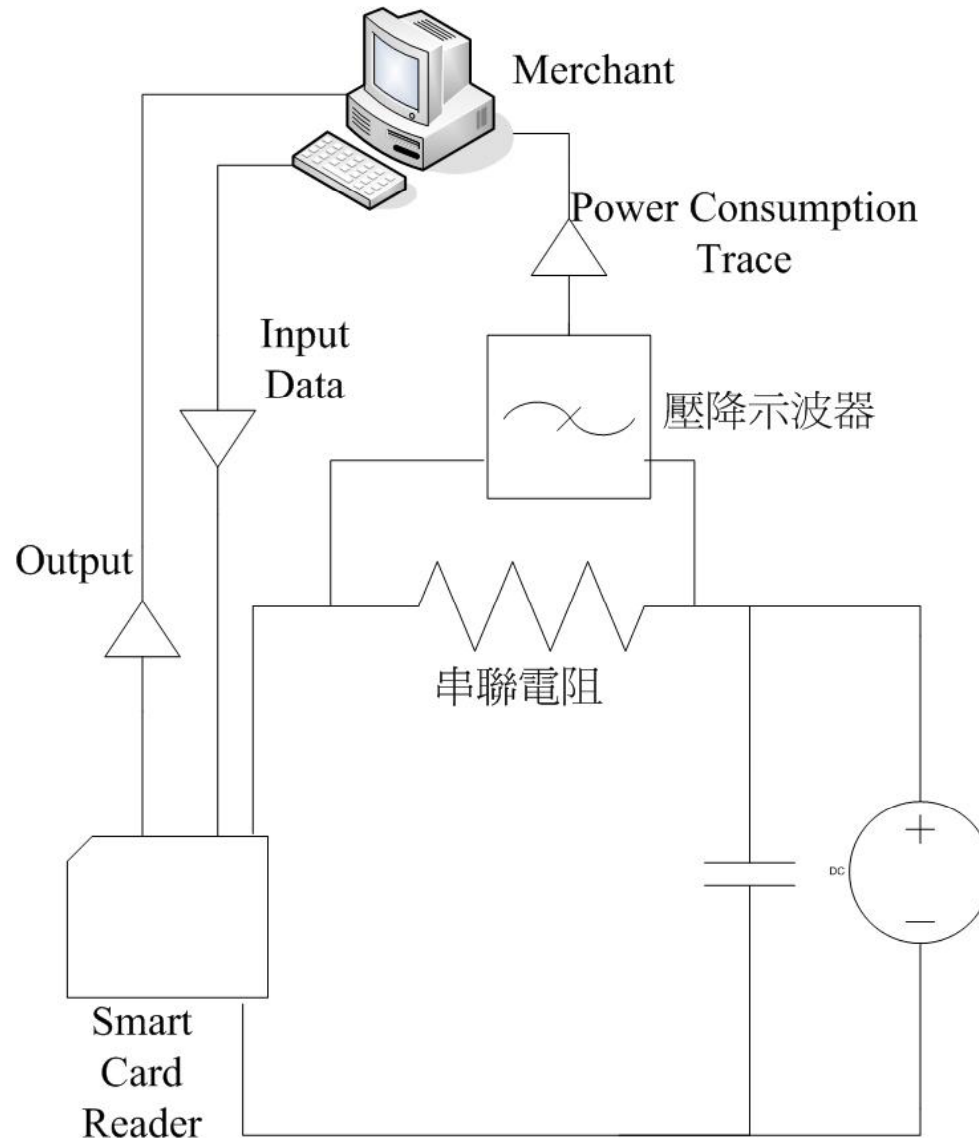 Merchant
Power Consumption
Trace
Input
Data
壓降示波器
Output
串聯電阻
DC
Smart
Card
Reader